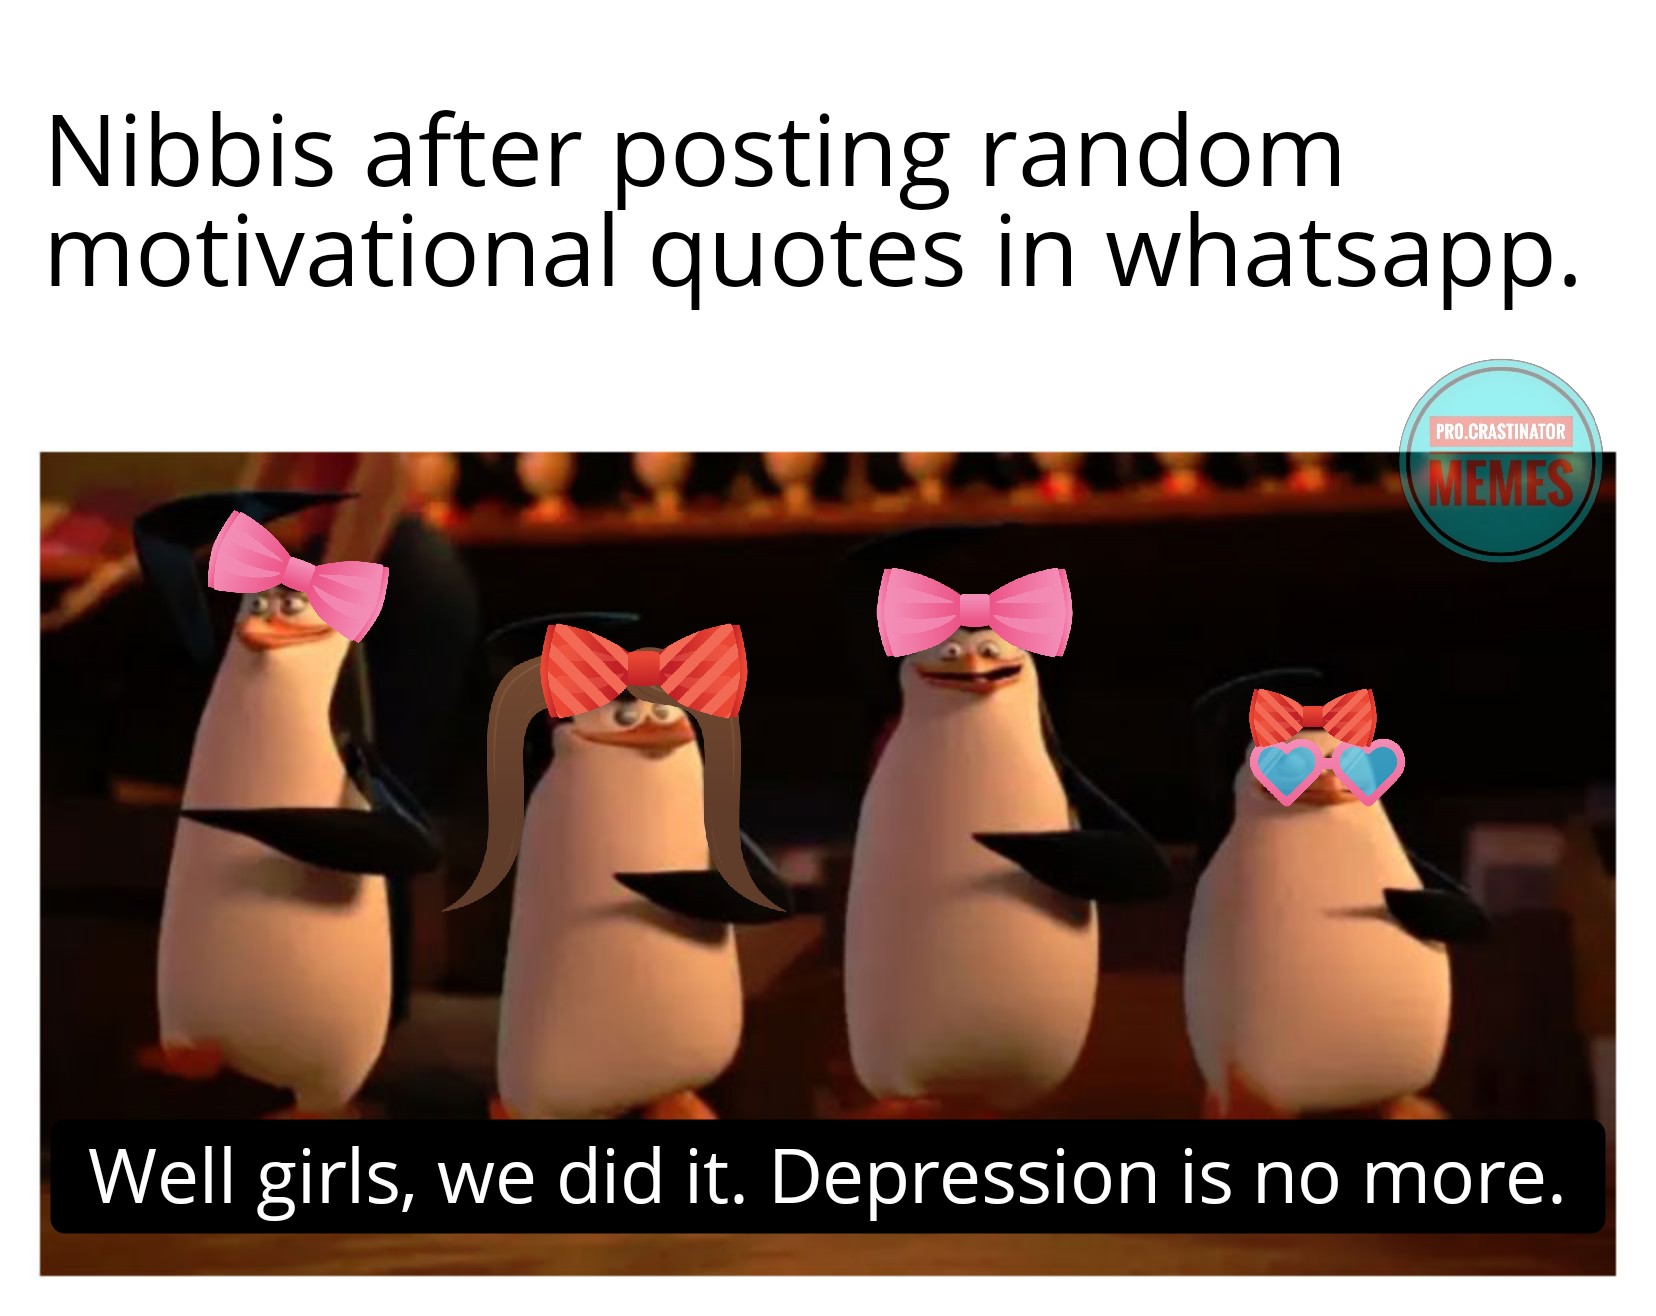 Nibbis after posting random
motivational quotes in whatsapp.
PRO.CRASTINATOR
MEMES
Well girls, we did it. Depression is no more.